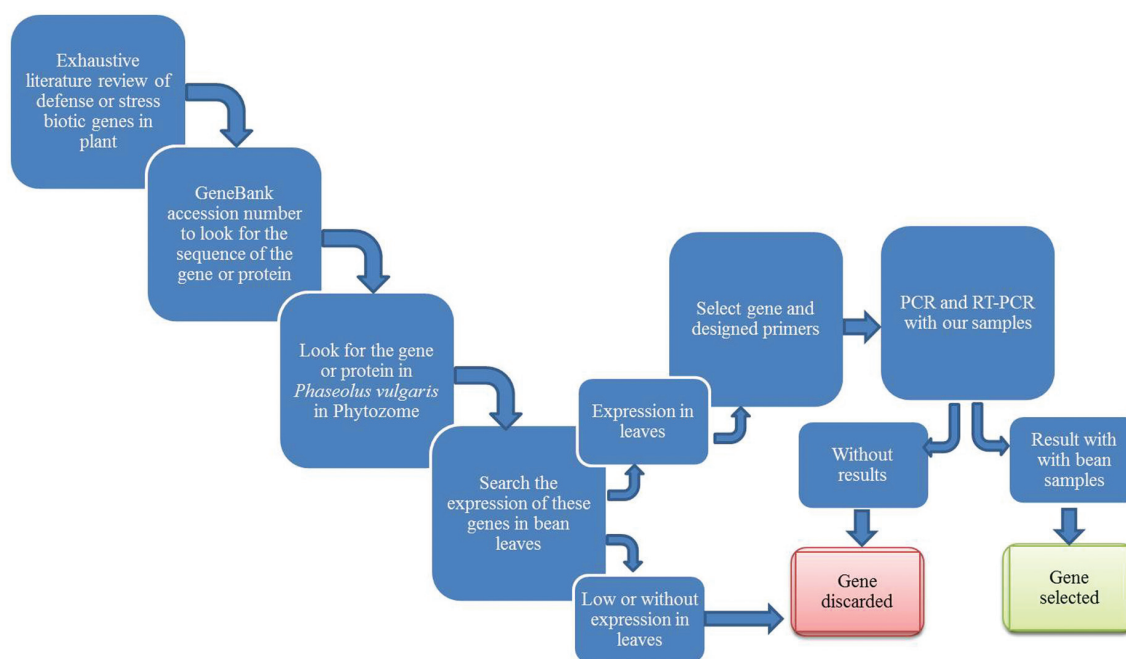 Exhaustive
literature review of
defense or stress
biotic genes in
plant
GeneBank
accession number
to look for the
sequence of the
gene or protein
Look for the gene
or protein in
Phaseolus vulgaris
in Phytozome
Search the
expression of these
genes in bean
leaves
Expression in
leaves
Low or without
expression in
leaves
Select gene and
designed primers
PCR and RT-PCR
with our samples
Without
results
Result with
with bean
samples
Gene
discarded
Gene
selected